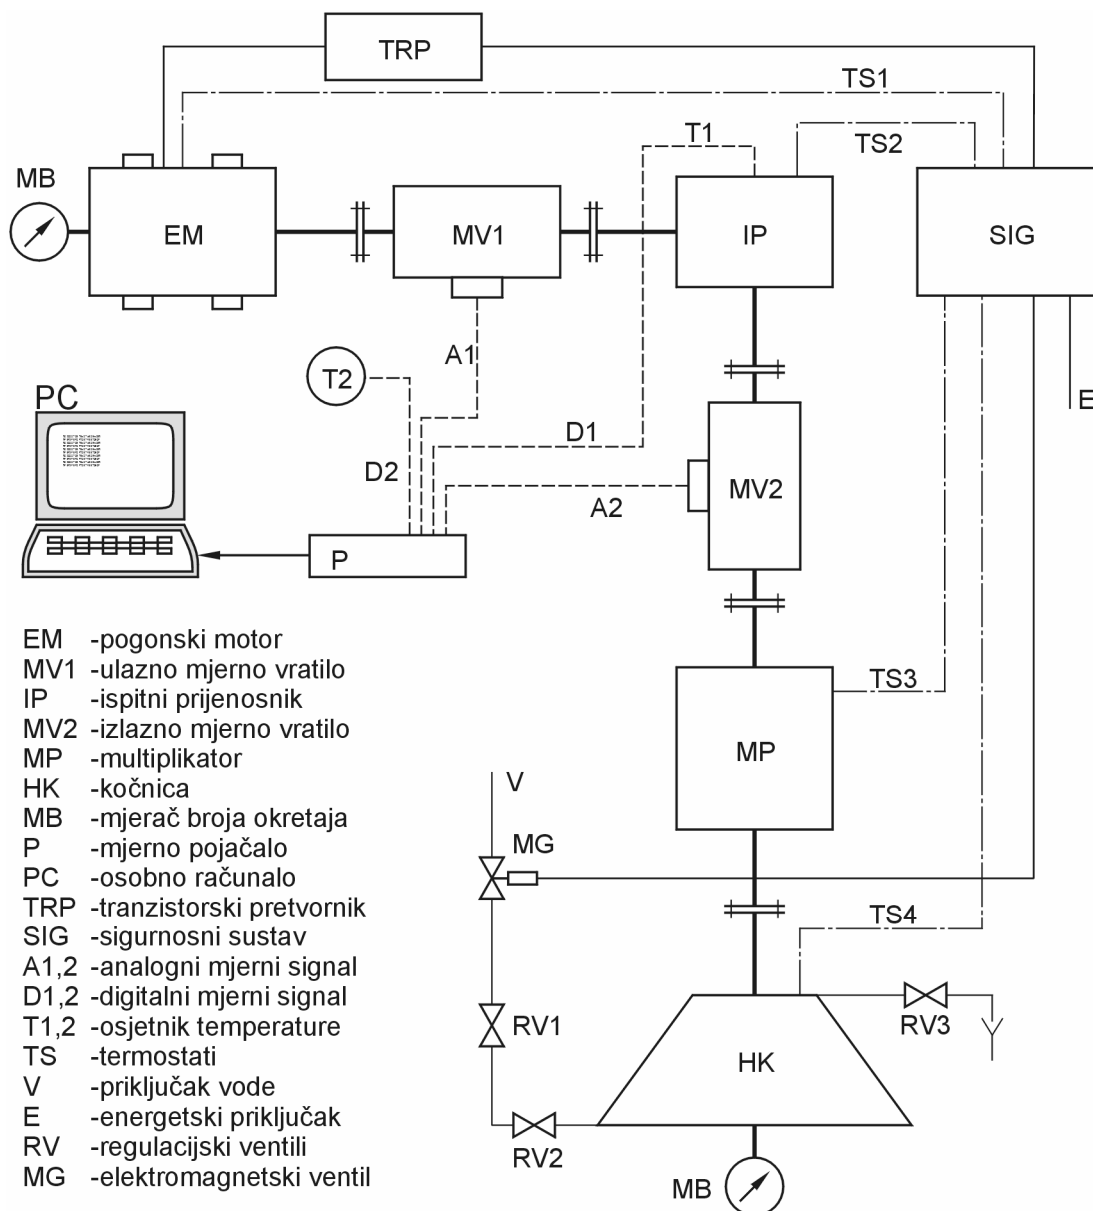 TRP
TS1
T1
TS2
MB
EM
MV1
IP
SIG
A1
T2
PC
E
D1
D2
A2
MV2
P
EM -pogonski motor
MV1 -ulazno mjerno vratilo
IP -ispitni prijenosnik
MV2 -izlazno mjerno vratilo
MP -multiplikator
HK -kočnica
MB -mjerač broja okretaja
P -mjerno pojačalo
PC -osobno računalo
TRP -tranzistorski pretvornik
SIG -sigurnosni sustav
A1,2 -analogni mjerni signal
D1,2 -digitalni mjerni signal
T1,2 -osjetnik temperature
TS -termostati
V -priključak vode
E -energetski priključak
RV -regulacijski ventili
MG -elektromagnetski ventil
TS3
MP
V
MG
TS4
RV1
RV3
HK
RV2
MB